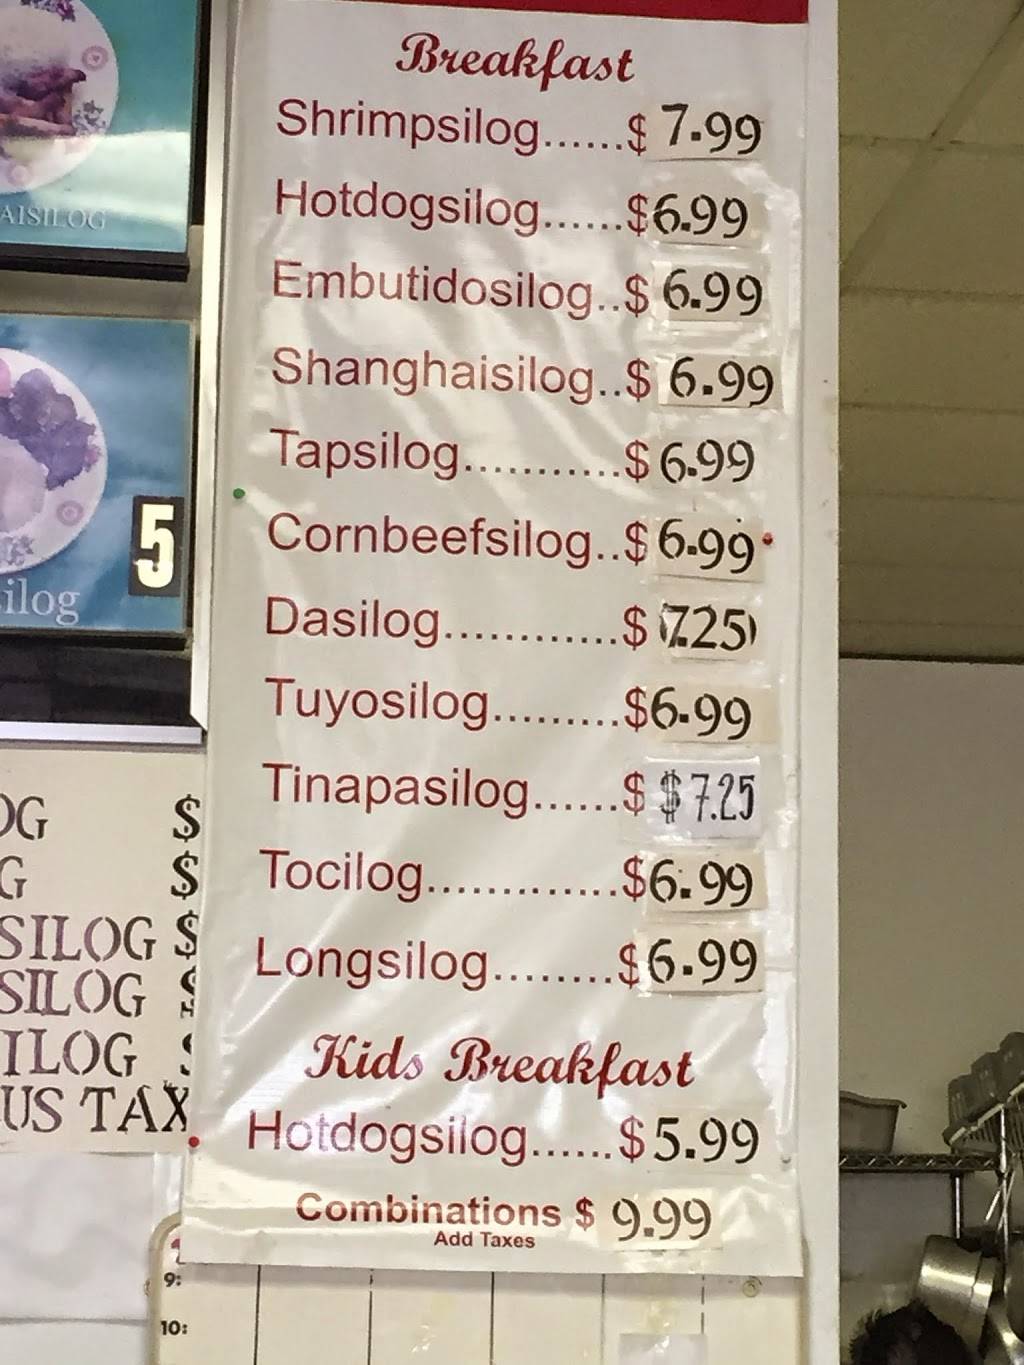 Breakfast
Shrimpsilog......$ 7.99
Hotdogsilog......$6.99
Embutidosilog..$ 6.99
Shanghaisilog..$ 6.99
Tapsilog...........$ 6.99
Cornbeefsilog..$ 6.99
Dasilog............$ 7.25
Tuyosilog.........$6.99
Tinapasilog......$ $7.25
Tocilog.............$6.99
Longsilog........$6.99
Kids Breakfast
Hotdogsilog......$5.99
Combinations $ 9.99
Add Taxes
AISILOG
5
ilog
OG $
G $
SILOG $
SILOG $
ILOG $
US TAX
9:
10: